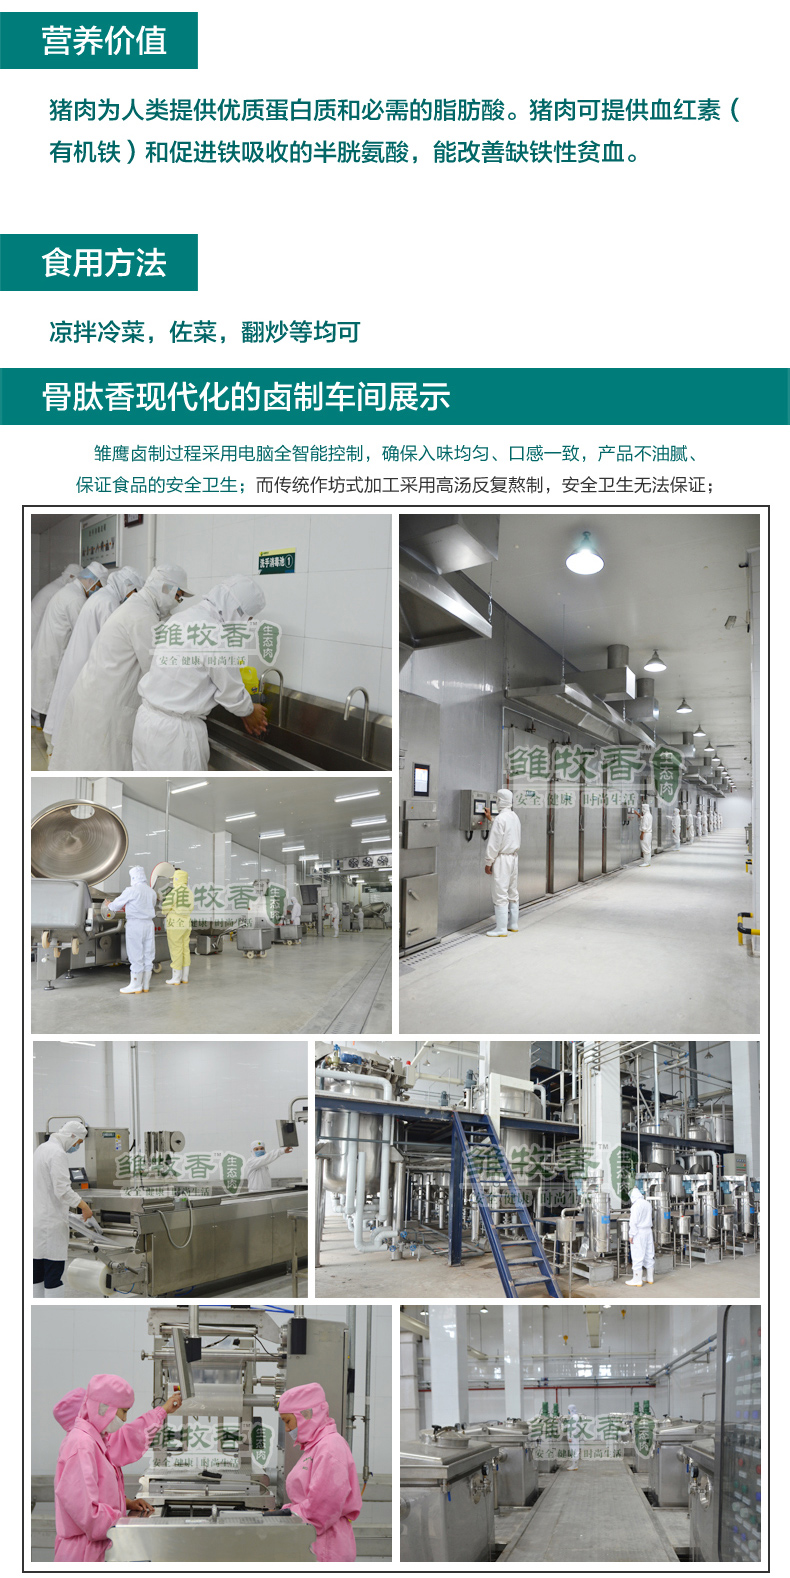 营养价值
猪肉为人类提供优质蛋白质和必需的脂肪酸。猪肉可提供血红素（
有机铁）和促进铁吸收的半胱氨酸，能改善缺铁性贫血。
食用方法
凉拌冷菜，佐菜，翻炒等均可
骨肽香现代化的卤制车间展示
雏鹰卤制过程采用电脑全智能控制，确保入味均匀、口感一致，产品不油腻、
保证食品的安全卫生；而传统作坊式加工采用高汤反复熬制，安全卫生无法保证；
洗手消毒池①
雏牧香 生态肉
安全 健康 时尚生活
雏牧香 生态肉
安全 健康 时尚生活
雏牧香 生态肉
安全 健康 时尚生活
雏牧香™ 生态肉
安全 健康 时尚生活
雏牧香™ 生态肉
安全 健康 时尚生活
雏牧香™ 生态肉
安全 健康 时尚生活
雏牧香™ 生态肉
安全 健康 时尚生活